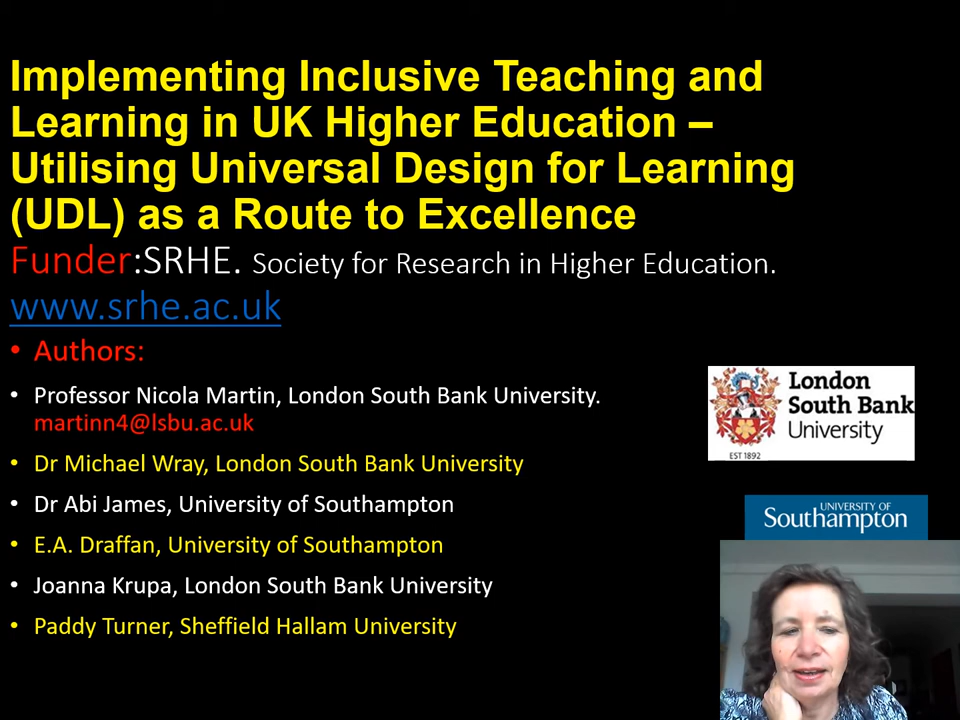 Implementing Inclusive Teaching and
Learning in UK Higher Education –
Utilising Universal Design for Learning
(UDL) as a Route to Excellence
Funder:SRHE. Society for Research in Higher Education.
www.srhe.ac.uk
• Authors:
• Professor Nicola Martin, London South Bank University.
martinn4@lsbu.ac.uk
• Dr Michael Wray, London South Bank University
• Dr Abi James, University of Southampton
• E.A. Draffan, University of Southampton
• Joanna Krupa, London South Bank University
• Paddy Turner, Sheffield Hallam University
London
South Bank
University
EST 1892
UNIVERSITY OF
Southampton